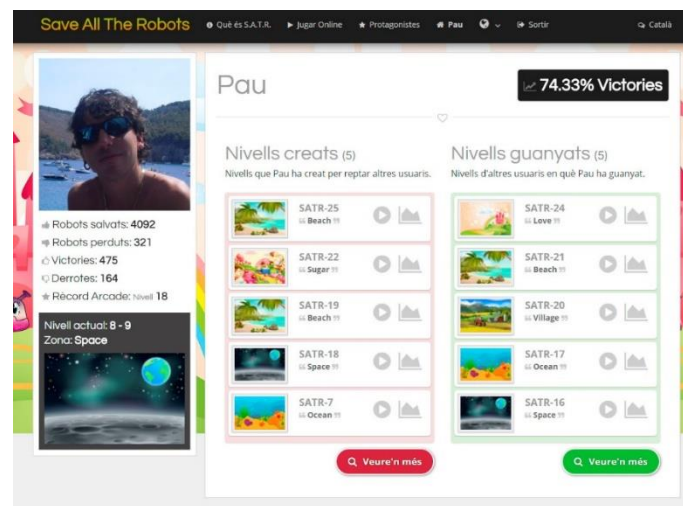 Save All The Robots
Què és S.A.T.R.
Jugar Online
Protagonistes
Pau
Sortir
Català
Robots salvats: 4092
Robots perduts: 321
Victories: 475
Derrotes: 164
Rècord Arcade: Nivell 18
Nivell actual: 8 - 9
Zona: Space
Pau
74.33% Victories
Nivells creats (5)
Nivells que Pau ha creat per reptar altres usuaris.
SATR-25
“ Beach ”
SATR-22
“ Sugar ”
SATR-19
“ Beach ”
SATR-18
“ Space ”
SATR-7
“ Ocean ”
Veure'n més
Nivells guanyats (5)
Nivells d'altres usuaris en què Pau ha guanyat.
SATR-24
“ Love ”
SATR-21
“ Beach ”
SATR-20
“ Village ”
SATR-17
“ Ocean ”
SATR-16
“ Space ”
Veure'n més